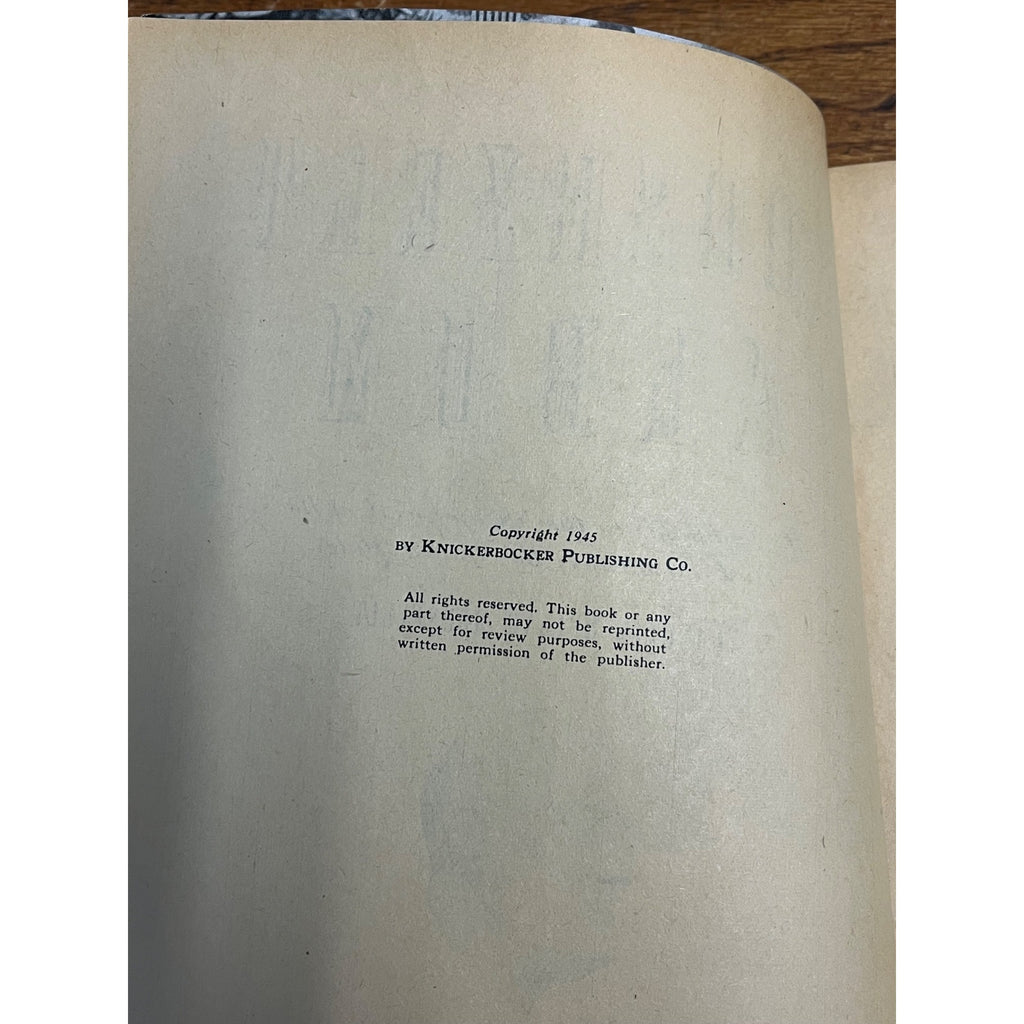 Copyright 1945
BY KNICKERBOCKER PUBLISHING CO.
All rights reserved. This book or any
part thereof, may not be reprinted,
except for review purposes, without
written permission of the publisher.